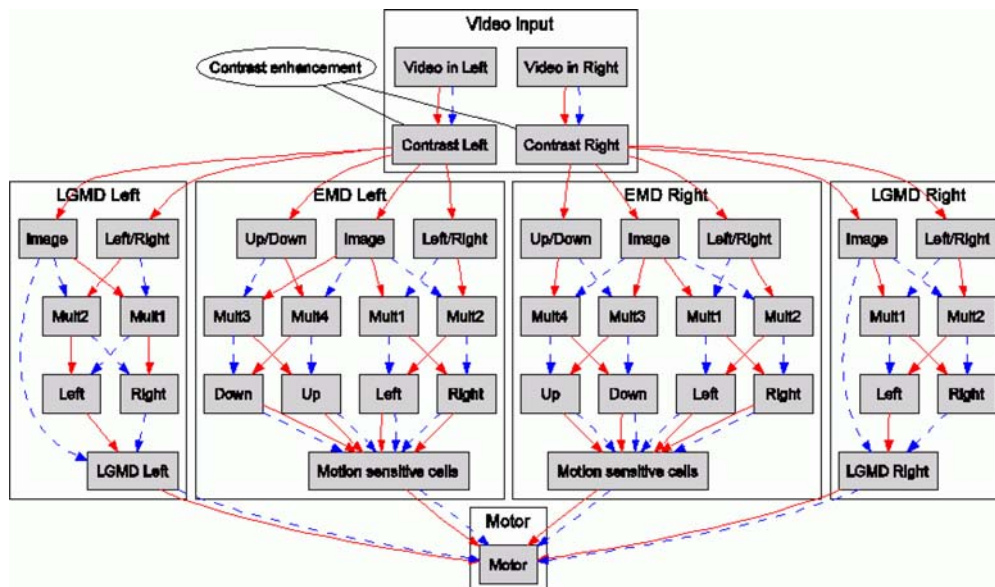 Video Input
Contrast enhancement
Video in Left Video in Right
Contrast Left Contrast Right
LGMD Left EMD Left EMD Right LGMD Right
Image Left/Right Up/Down Image Left/Right Up/Down Image Left/Right Image Left/Right
Mult2 Mult1 Mult3 Mult4 Mult1 Mult2 Mult4 Mult3 Mult1 Mult2 Mult1 Mult2
Left Right Down Up Left Right Up Down Left Right Left Right
LGMD Left Motion sensitive cells Motion sensitive cells LGMD Right
Motor
Motor